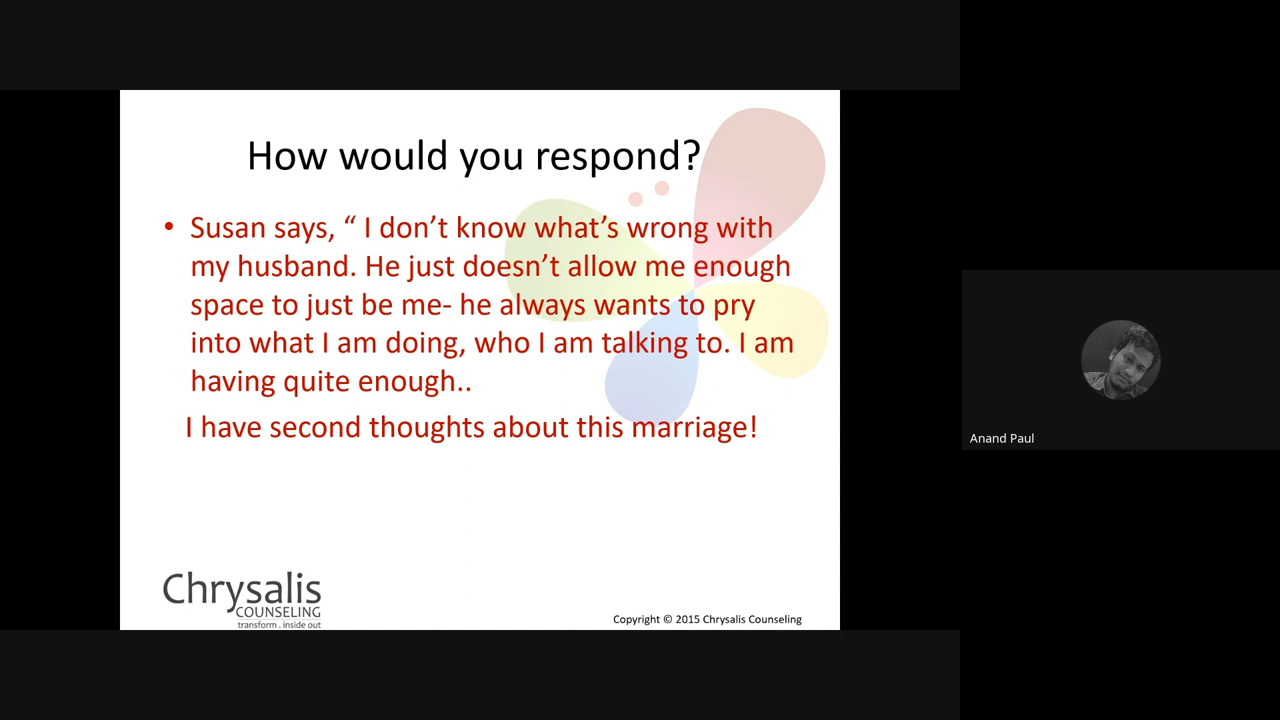 How would you respond?
• Susan says, “ I don’t know what’s wrong with
my husband. He just doesn’t allow me enough
space to just be me- he always wants to pry
into what I am doing, who I am talking to. I am
having quite enough..
I have second thoughts about this marriage!
Chrysalis
COUNSELING
transform . inside out
Copyright © 2015 Chrysalis Counseling
Anand Paul